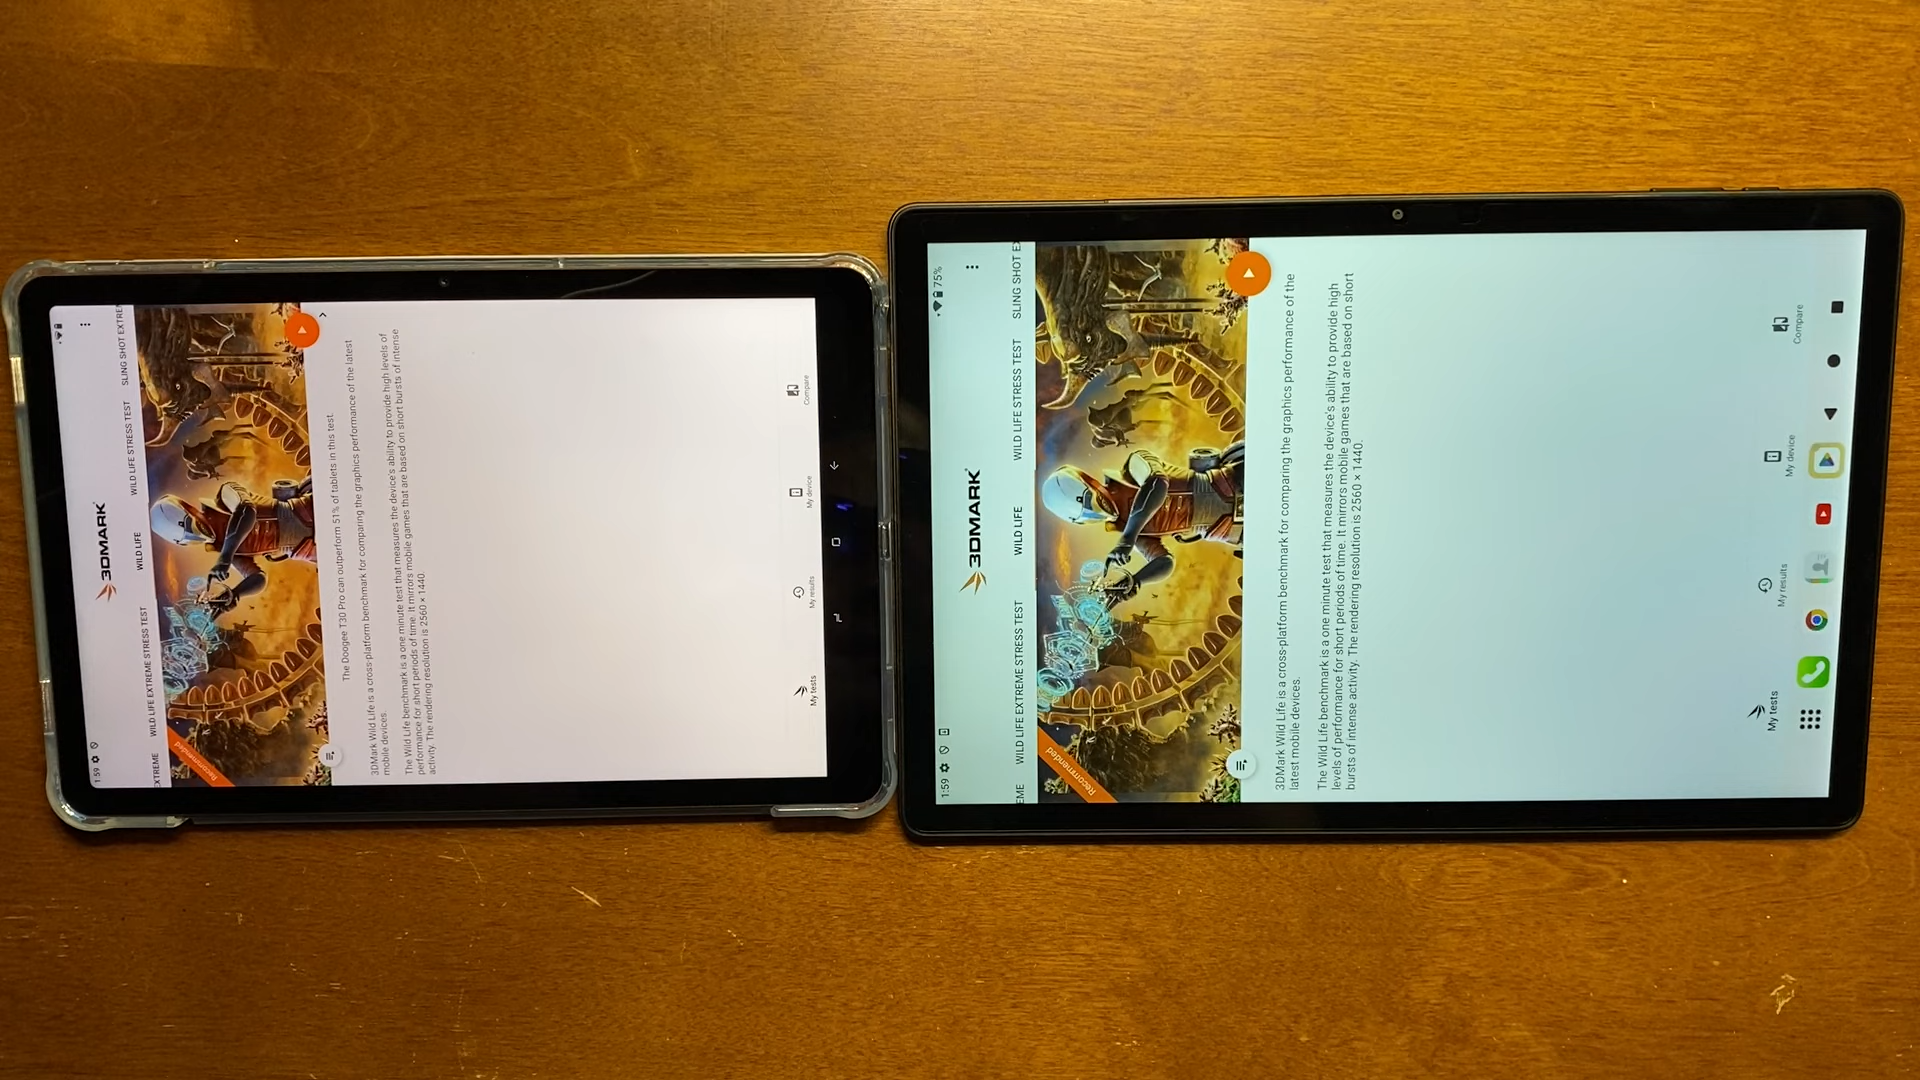 1:59
3DMARK
XTREME
WILD LIFE EXTREME STRESS TEST
WILD LIFE
WILD LIFE STRESS TEST
SLING SHOT EXTREM
Recommended
The Doogee T30 Pro can outperform 51% of tablets in this test.
3DMark Wild Life is a cross-platform benchmark for comparing the graphics performance of the latest
mobile devices.
The Wild Life benchmark is a one minute test that measures the device's ability to provide high levels of
performance for short periods of time. It mirrors mobile games that are based on short bursts of intense
activity. The rendering resolution is 2560 × 1440.
My tests
My results
My device
Compare
1:59
75%
3DMARK
EME
WILD LIFE EXTREME STRESS TEST
WILD LIFE
WILD LIFE STRESS TEST
SLING SHOT EX
Recommended
3DMark Wild Life is a cross-platform benchmark for comparing the graphics performance of the
latest mobile devices.
The Wild Life benchmark is a one minute test that measures the device's ability to provide high
levels of performance for short periods of time. It mirrors mobile games that are based on short
bursts of intense activity. The rendering resolution is 2560 × 1440.
My tests
My results
My device
Compare